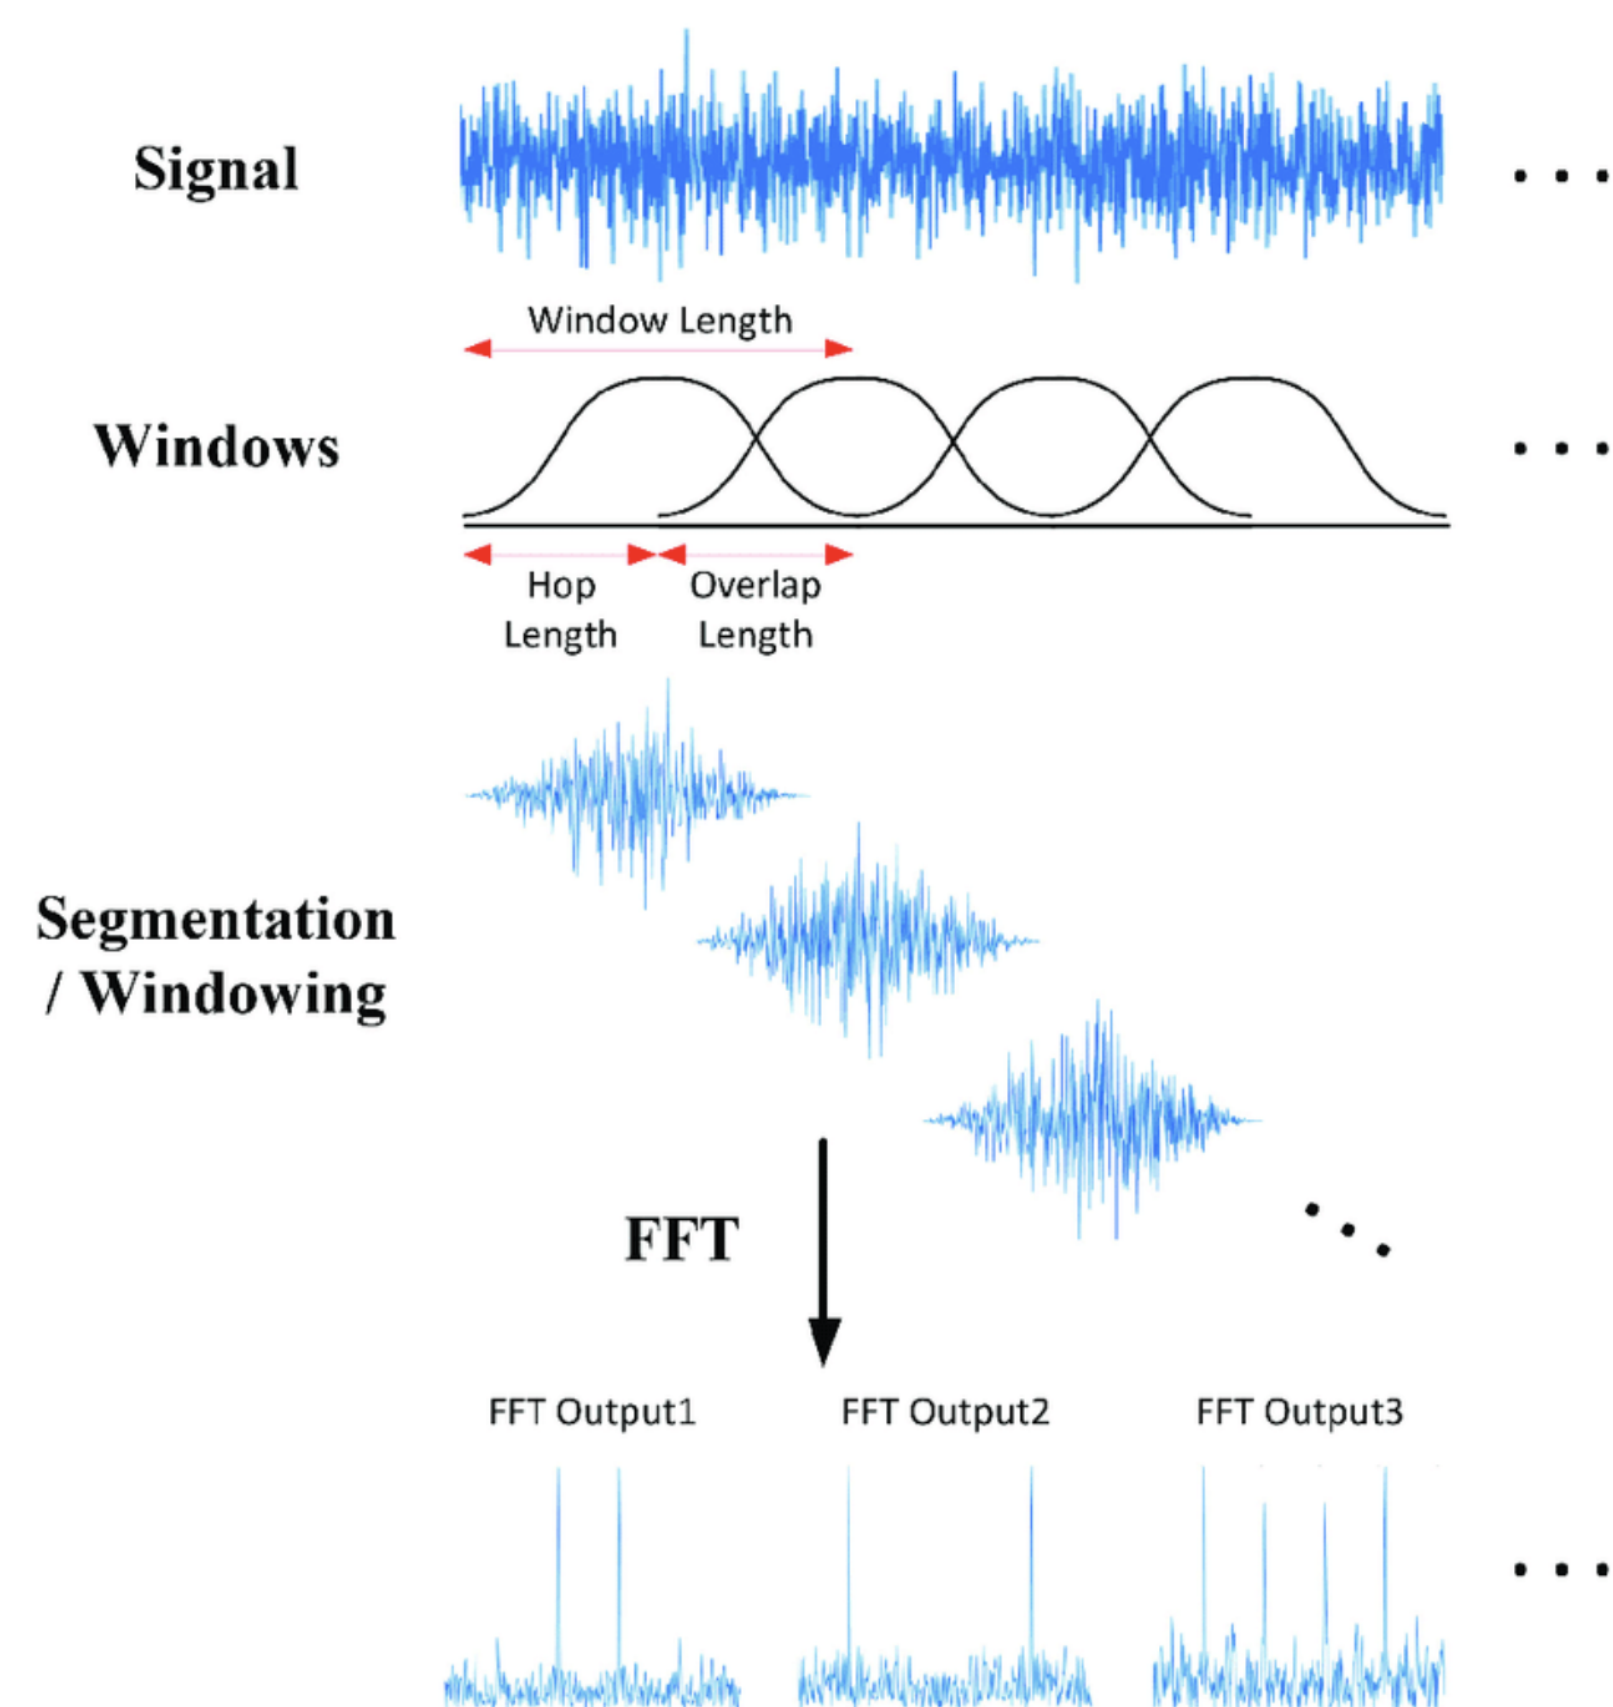 Signal
Window Length
Windows
Hop
Length
Overlap
Length
Segmentation
/ Windowing
FFT
FFT Output1
FFT Output2
FFT Output3